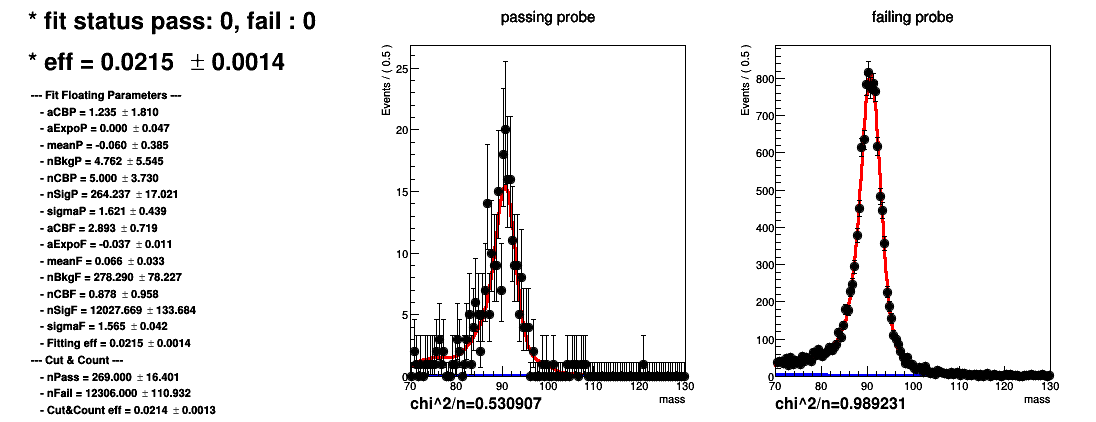 * fit status pass: 0, fail : 0
* eff = 0.0215 ± 0.0014
--- Fit Floating Parameters ---
- aCBP = 1.235 ± 1.810
- aExpoP = 0.000 ± 0.047
- meanP = -0.060 ± 0.385
- nBkgP = 4.762 ± 5.545
- nCBP = 5.000 ± 3.730
- nSigP = 264.237 ± 17.021
- sigmaP = 1.621 ± 0.439
- aCBF = 2.893 ± 0.719
- aExpoF = -0.037 ± 0.011
- meanF = 0.066 ± 0.033
- nBkgF = 278.290 ± 78.227
- nCBF = 0.878 ± 0.958
- nSigF = 12027.669 ± 133.684
- sigmaF = 1.565 ± 0.042
- Fitting eff = 0.0215 ± 0.0014
--- Cut & Count ---
- nPass = 269.000 ± 16.401
- nFail = 12306.000 ± 110.932
- Cut&Count eff = 0.0214 ± 0.0013
passing probe
Events / ( 0.5 )
25
20
15
10
5
0
70 80 90 100 110 120 130
mass
chi^2/n=0.530907
failing probe
Events / ( 0.5 )
800
700
600
500
400
300
200
100
0
70 80 90 100 110 120 130
mass
chi^2/n=0.989231